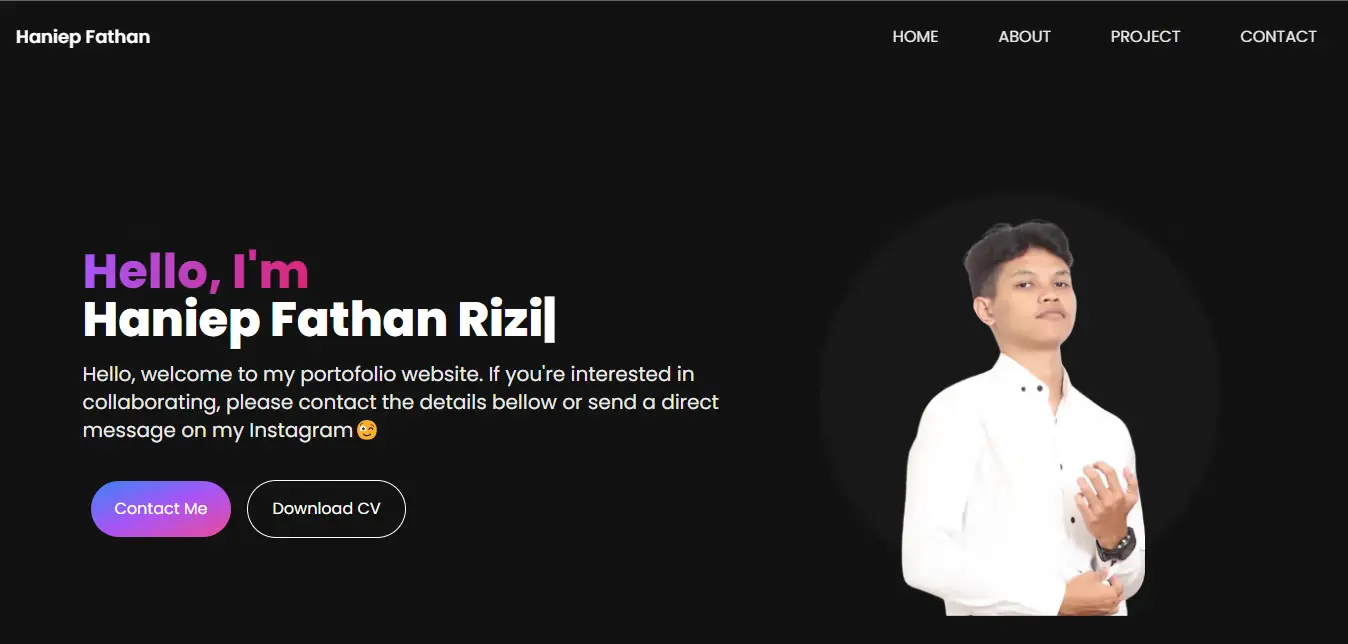 Haniep Fathan
HOME
ABOUT
PROJECT
CONTACT
Hello, I'm
Haniep Fathan Rizi|
Hello, welcome to my portofolio website. If you're interested in
collaborating, please contact the details bellow or send a direct
message on my Instagram😉
Contact Me
Download CV